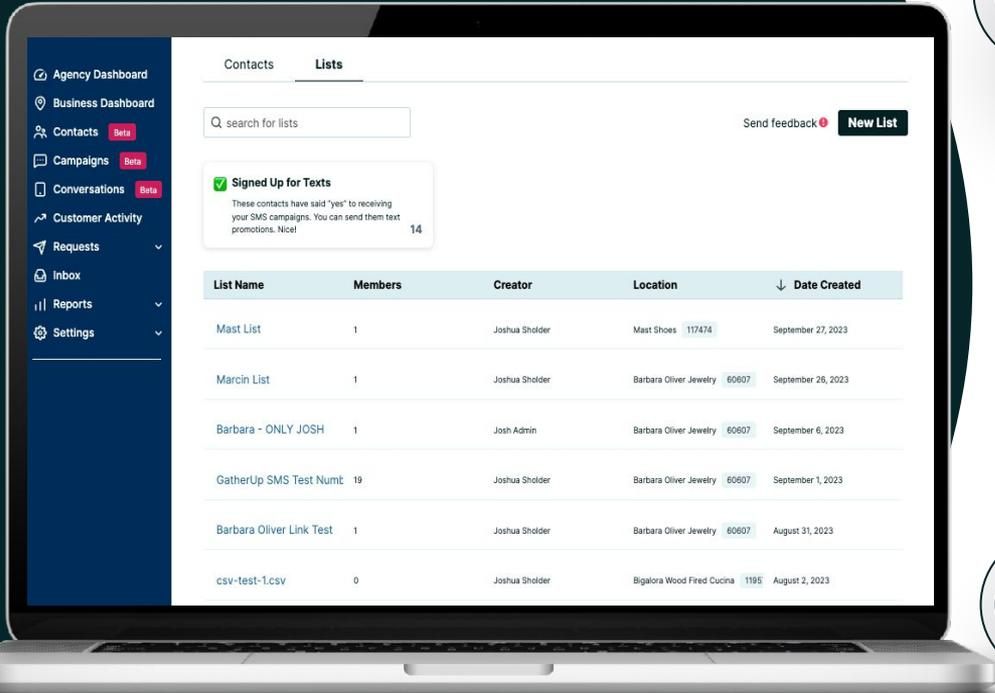 Agency Dashboard
Business Dashboard
Contacts Beta
Campaigns Beta
Conversations Beta
Customer Activity
Requests
Inbox
Reports
Settings
Contacts Lists
search for lists
Send feedback
New List
Signed Up for Texts
These contacts have said "yes" to receiving
your SMS campaigns. You can send them text
promotions. Nice!
14
List Name Members Creator Location Date Created
Mast List 1 Joshua Sholder Mast Shoes 117474 September 27, 2023
Marcin List 1 Joshua Sholder Barbara Oliver Jewelry 60607 September 26, 2023
Barbara - ONLY JOSH 1 Josh Admin Barbara Oliver Jewelry 60607 September 6, 2023
GatherUp SMS Test Numb 19 Joshua Sholder Barbara Oliver Jewelry 60607 September 1, 2023
Barbara Oliver Link Test 1 Joshua Sholder Barbara Oliver Jewelry 60607 August 31, 2023
csv-test-1.csv 0 Joshua Sholder Bigalora Wood Fired Cucina 1195 August 2, 2023